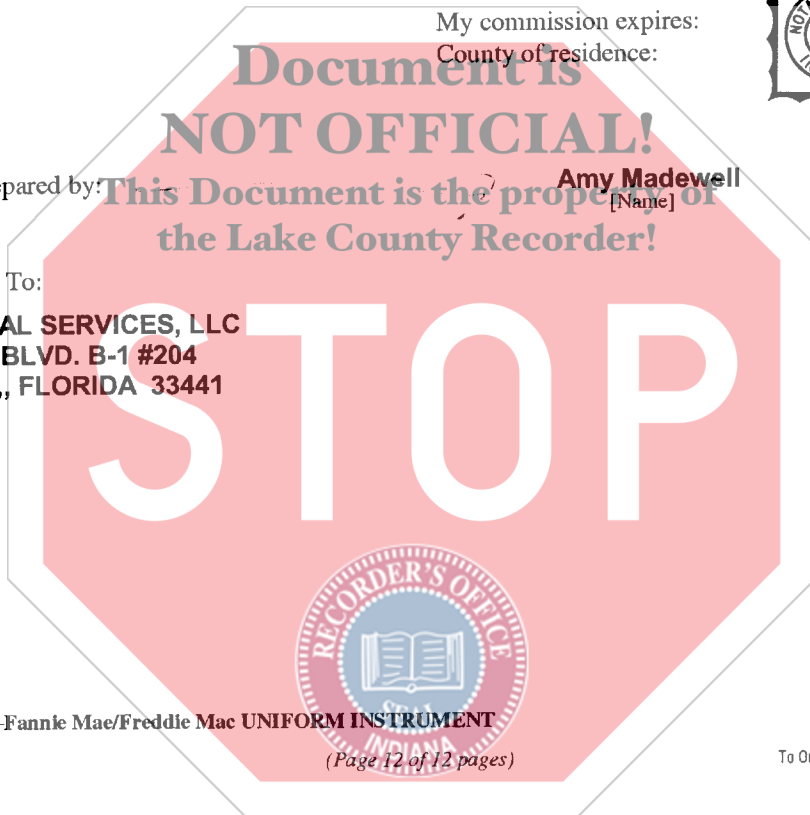 My commission expires:
County of residence:
Document is
NOT OFFICIAL!
epared by:
Amy Madewell
This Document is the property of
[Name]
the Lake County Recorder!
To:
AL SERVICES, LLC
BLVD. B-1 #204
, FLORIDA 33441
STOP
RECORDER'S OFFICE
SEAL
INDIANA
-Fannie Mae/Freddie Mac UNIFORM INSTRUMENT
(Page 12 of 12 pages)
To O